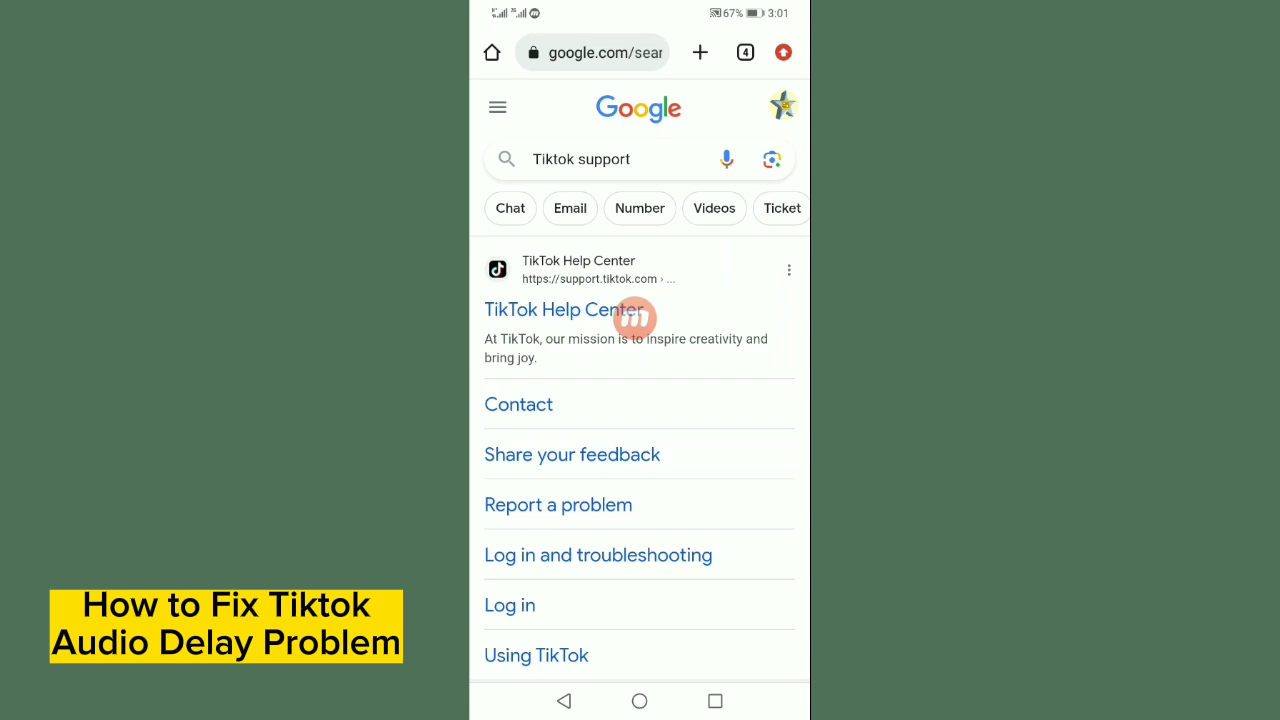 67% 3:01
google.com/sear
4
Google
Tiktok support
Chat Email Number Videos Ticket
TikTok Help Center
https://support.tiktok.com › ...
TikTok Help Center
At TikTok, our mission is to inspire creativity and
bring joy.
Contact
Share your feedback
Report a problem
Log in and troubleshooting
Log in
Using TikTok
How to Fix Tiktok
Audio Delay Problem